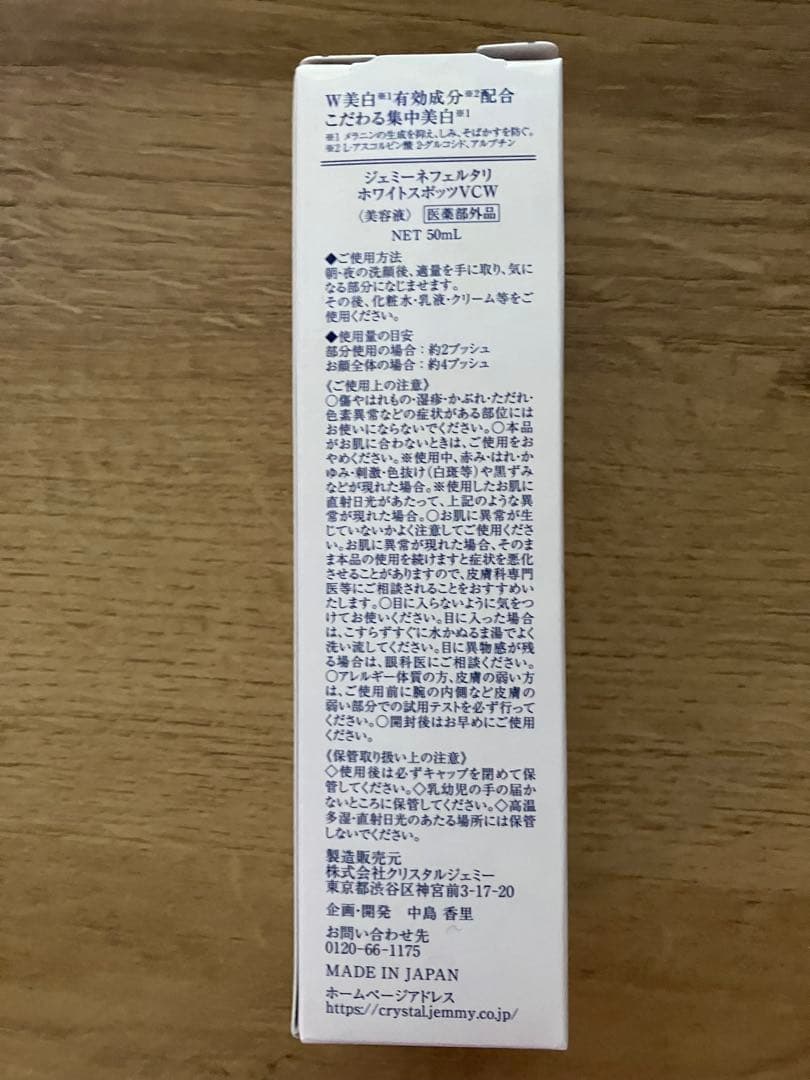 W美白※1有効成分※2配合
こだわる集中美白※1
※1 メラニンの生成を抑え、しみ、そばかすを防ぐ。
※2 L-アスコルビン酸 2-グルコシド、アルブチン
ジェミーネフェルタリ
ホワイトスポッツVCW
〈美容液〉 医薬部外品
NET 50mL
◆ご使用方法
朝・夜の洗顔後、適量を手に取り、気に
なる部分になじませます。
その後、化粧水・乳液・クリーム等をご
使用ください。
◆使用量の目安
部分使用の場合：約2プッシュ
お顔全体の場合：約4プッシュ
《ご使用上の注意》
○傷やはれもの・湿疹・かぶれ・ただれ・
色素異常などの症状がある部位には
お使いにならないでください。○本品
がお肌に合わないときは、ご使用をお
やめください。※使用中、赤み・はれ・か
ゆみ・刺激・色抜け(白斑等)や黒ずみ
などが現れた場合。※使用したお肌に
直射日光があたって、上記のような異
常が現れた場合。○お肌に異常が生
じていないかよく注意してご使用くださ
い。お肌に異常が現れた場合、そのま
ま本品の使用を続けますと症状を悪化
させることがありますので、皮膚科専門
医等にご相談されることをおすすめい
たします。○目に入らないように気をつ
けてお使いください。目に入った場合
は、こすらずすぐに水かぬるま湯でよく
洗い流してください。目に異物感が残
る場合は、眼科医にご相談ください。
○アレルギー体質の方、皮膚の弱い方
は、ご使用前に腕の内側など皮膚の
弱い部分での試用テストを必ず行って
ください。○開封後はお早めにご使用
ください。
《保管取り扱い上の注意》
◇使用後は必ずキャップを閉めて保
管してください。◇乳幼児の手の届か
ないところに保管してください。◇高温
多湿・直射日光のあたる場所には保管
しないでください。
製造販売元
株式会社クリスタルジェミー
東京都渋谷区神宮前3-17-20
企画・開発 中島 香里
お問い合わせ先
0120-66-1175
MADE IN JAPAN
ホームページアドレス
https://crystal.jemmy.co.jp/